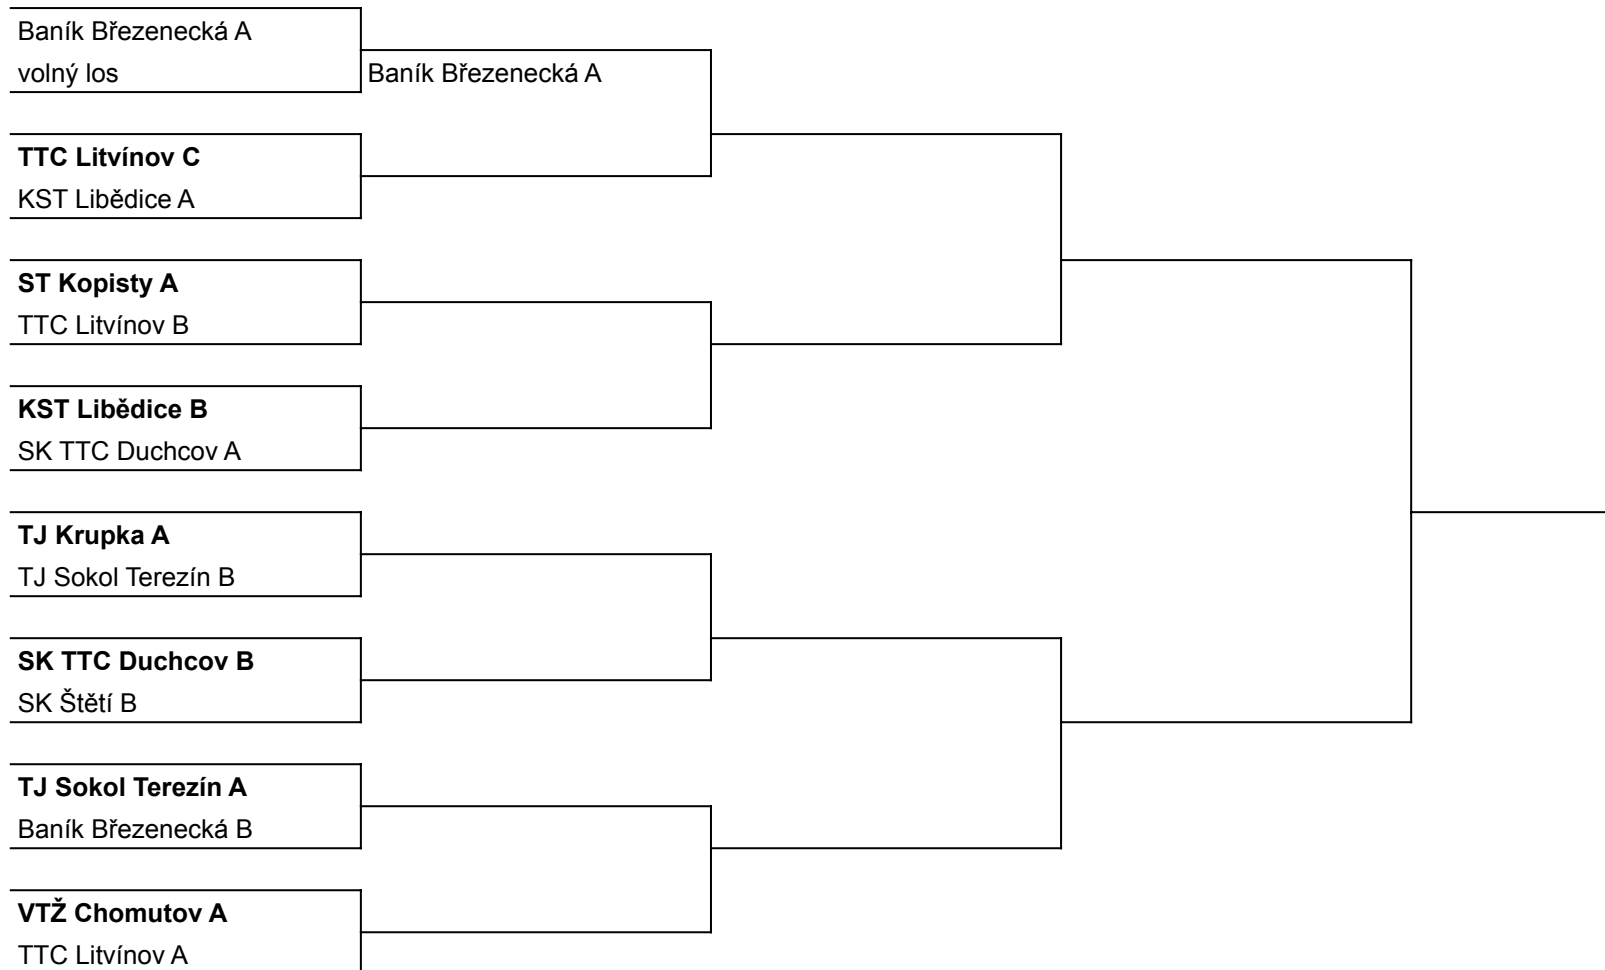 Baník Březenecká A
volný los
Baník Březenecká A
TTC Litvínov C
KST Libědice A
ST Kopisty A
TTC Litvínov B
KST Libědice B
SK TTC Duchcov A
TJ Krupka A
TJ Sokol Terezín B
SK TTC Duchcov B
SK Štětí B
TJ Sokol Terezín A
Baník Březenecká B
VTŽ Chomutov A
TTC Litvínov A